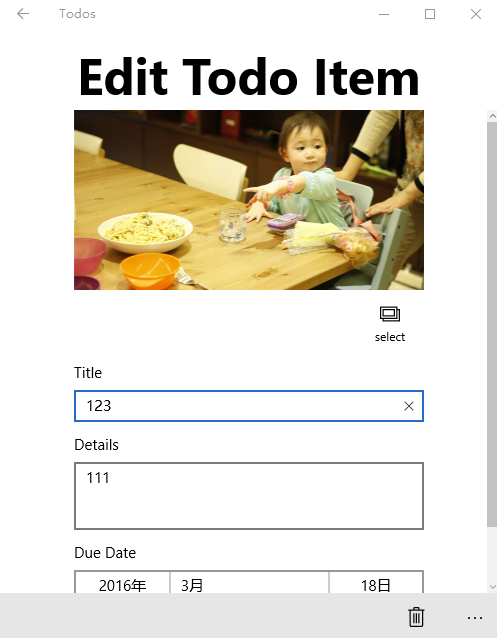 Todos
Edit Todo Item
select
Title
123
Details
111
Due Date
2016年 3月 18日